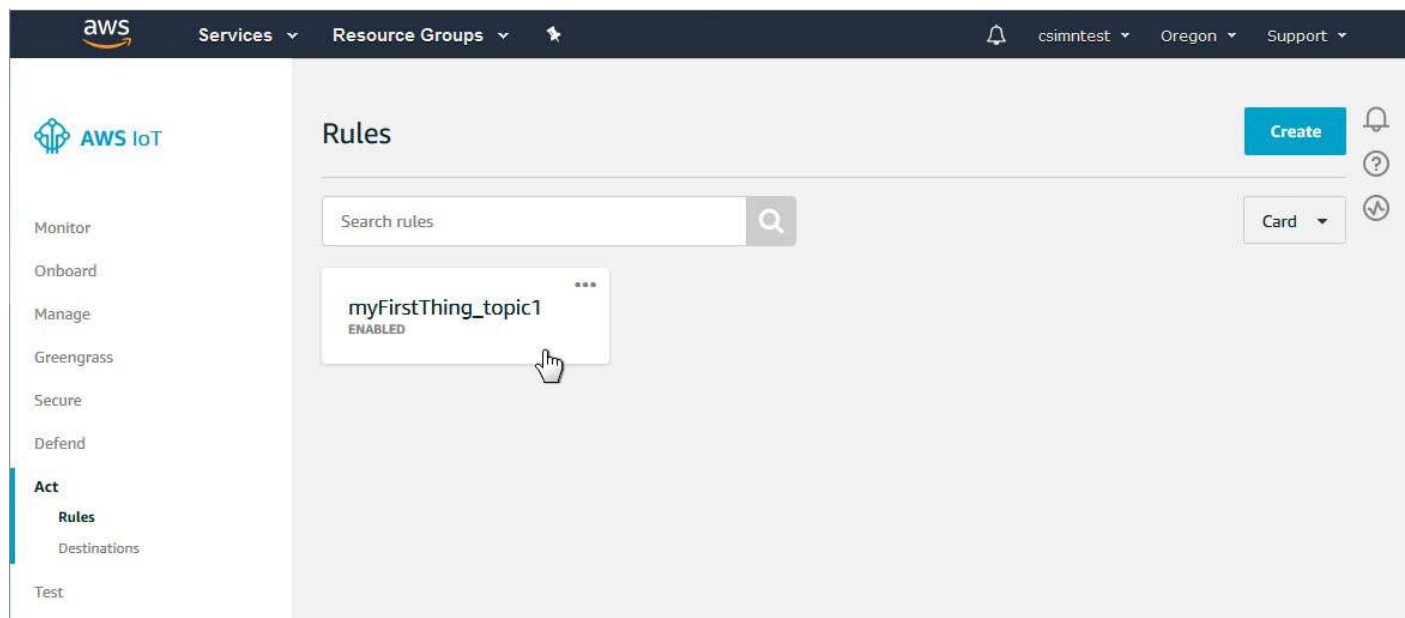 aws Services Resource Groups csimntest Oregon Support
AWS IoT
Rules
Create
Search rules
Card
Monitor
Onboard
Manage
Greengrass
Secure
Defend
Act
Rules
Destinations
Test
myFirstThing_topic1
ENABLED